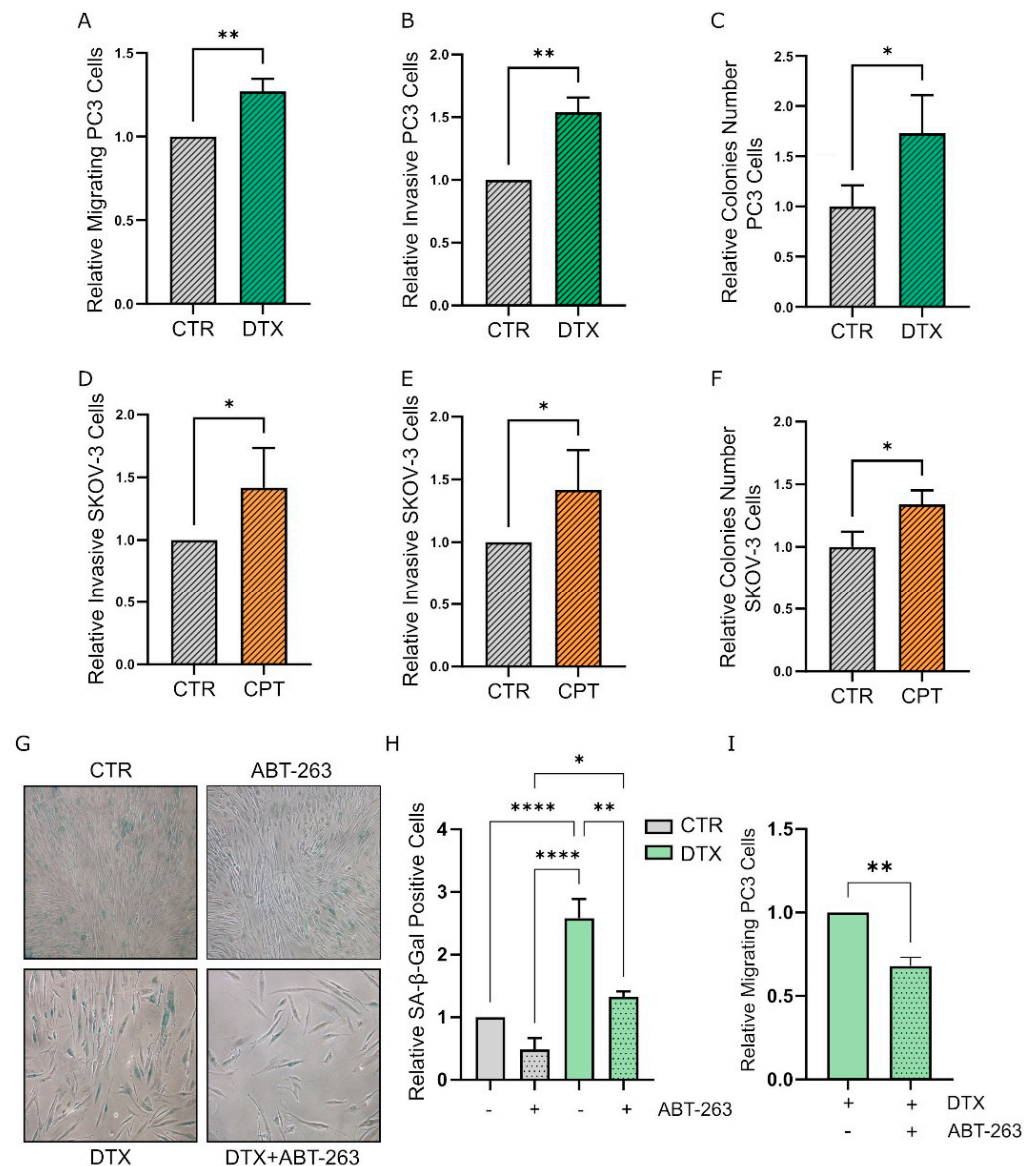 A
Relative Migrating PC3 Cells
1.5
1.0
0.5
0.0
**
CTR DTX
B
Relative Invasive PC3 Cells
2.0
1.5
1.0
0.5
0.0
**
CTR DTX
C
Relative Colonies Number
PC3 Cells
2.5
2.0
1.5
1.0
0.5
0.0
*
CTR DTX
D
Relative Invasive SKOV-3 Cells
2.0
1.5
1.0
0.5
0.0
*
CTR CPT
E
Relative Invasive SKOV-3 Cells
2.0
1.5
1.0
0.5
0.0
*
CTR CPT
F
Relative Colonies Number
SKOV-3 Cells
2.0
1.5
1.0
0.5
0.0
*
CTR CPT
G
CTR ABT-263
DTX DTX+ABT-263
H
Relative SA-β-Gal Positive Cells
4
3
2
1
0
*
**** **
****
CTR
DTX
- + - + ABT-263
I
Relative Migrating PC3 Cells
1.5
1.0
0.5
0.0
**
+ + DTX
- + ABT-263